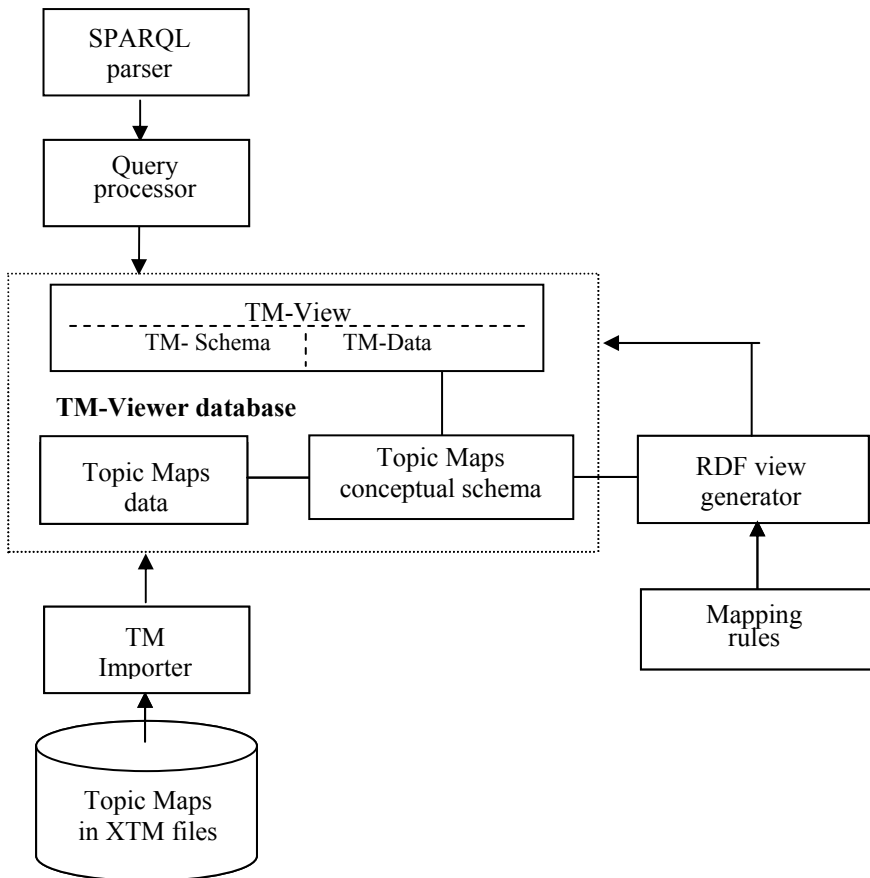 SPARQL
parser
Query
processor
TM-View
TM- Schema
TM-Data
TM-Viewer database
Topic Maps
data
Topic Maps
conceptual schema
RDF view
generator
TM
Importer
Mapping
rules
Topic Maps
in XTM files